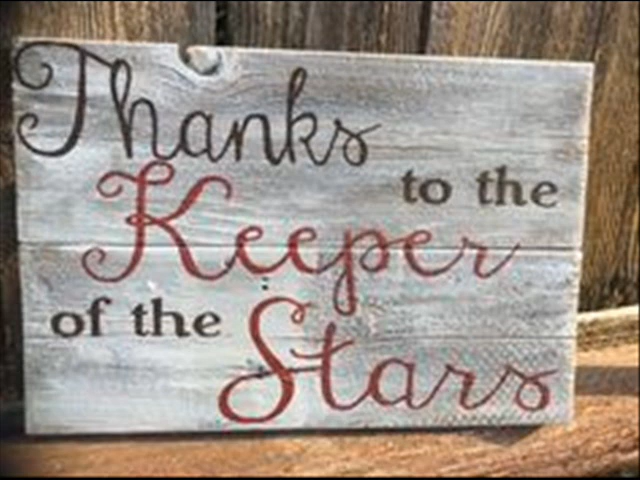 Thanks
to the
Keeper
of the
Stars